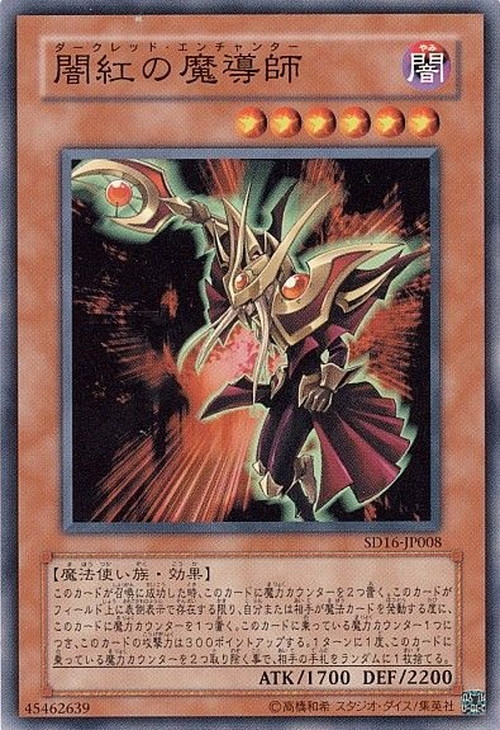 ダークレッド・エンチャンター
闇紅の魔導師
やみ
闇
SD16-JP008
【魔法使い族・効果】
このカードが召喚に成功した時、このカードに魔力カウンターを2つ置く。このカードが
フィールド上に表側表示で存在する限り、自分または相手が魔法カードを発動する度に、
このカードに魔力カウンターを1つ置く。このカードに乗っている魔力カウンター1つに
つき、このカードの攻撃力は300ポイントアップする。1ターンに1度、このカードに
乗っている魔力カウンターを2つ取り除く事で、相手の手札をランダムに1枚捨てる。
ATK/1700 DEF/2200
45462639
©高橋和希 スタジオ・ダイス/集英社